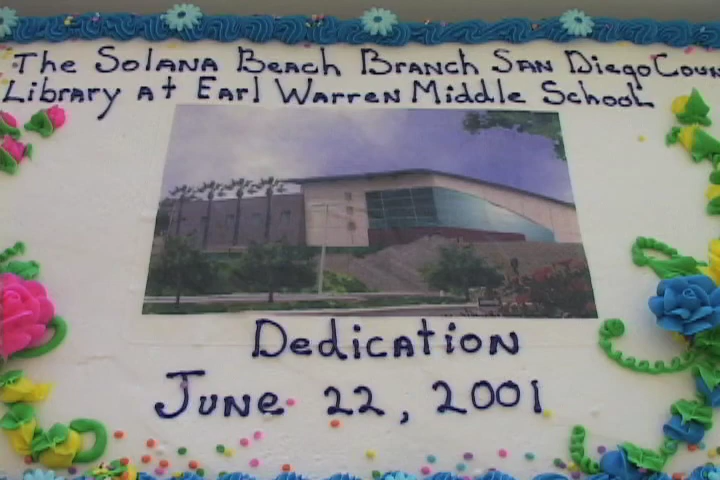 The Solana Beach Branch San Diego Coun
Library at Earl Warren Middle School
Dedication
June 22, 2001